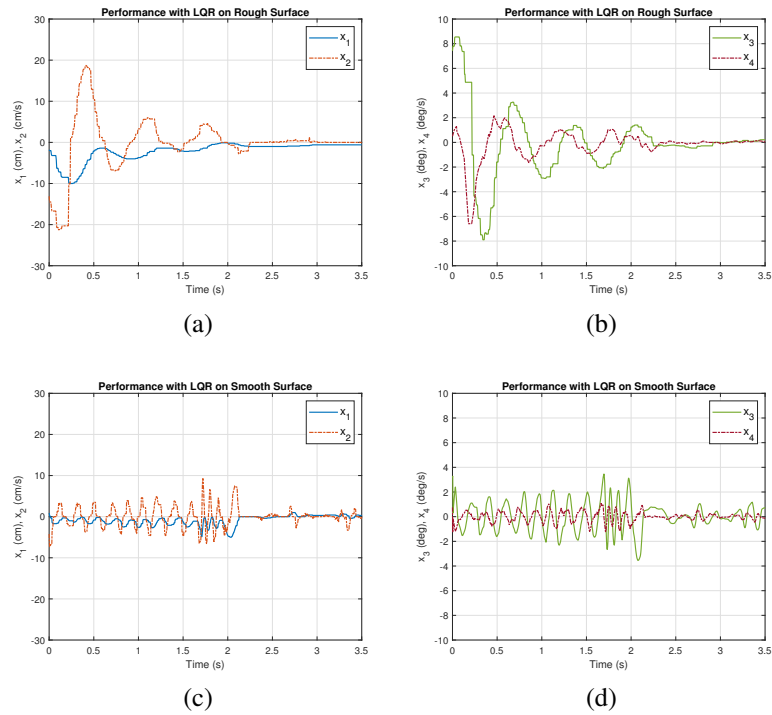 Performance with LQR on Rough Surface
30
20
10
0
-10
-20
-30
x1 (cm), x2 (cm/s)
x1
x2
0 0.5 1 1.5 2 2.5 3 3.5
Time (s)
(a)
Performance with LQR on Rough Surface
10
8
6
4
2
0
-2
-4
-6
-8
-10
x3 (deg), x4 (deg/s)
x3
x4
0 0.5 1 1.5 2 2.5 3 3.5
Time (s)
(b)
Performance with LQR on Smooth Surface
30
20
10
0
-10
-20
-30
x1 (cm), x2 (cm/s)
x1
x2
0 0.5 1 1.5 2 2.5 3 3.5
Time (s)
(c)
Performance with LQR on Smooth Surface
10
8
6
4
2
0
-2
-4
-6
-8
-10
x3 (deg), x4 (deg/s)
x3
x4
0 0.5 1 1.5 2 2.5 3 3.5
Time (s)
(d)